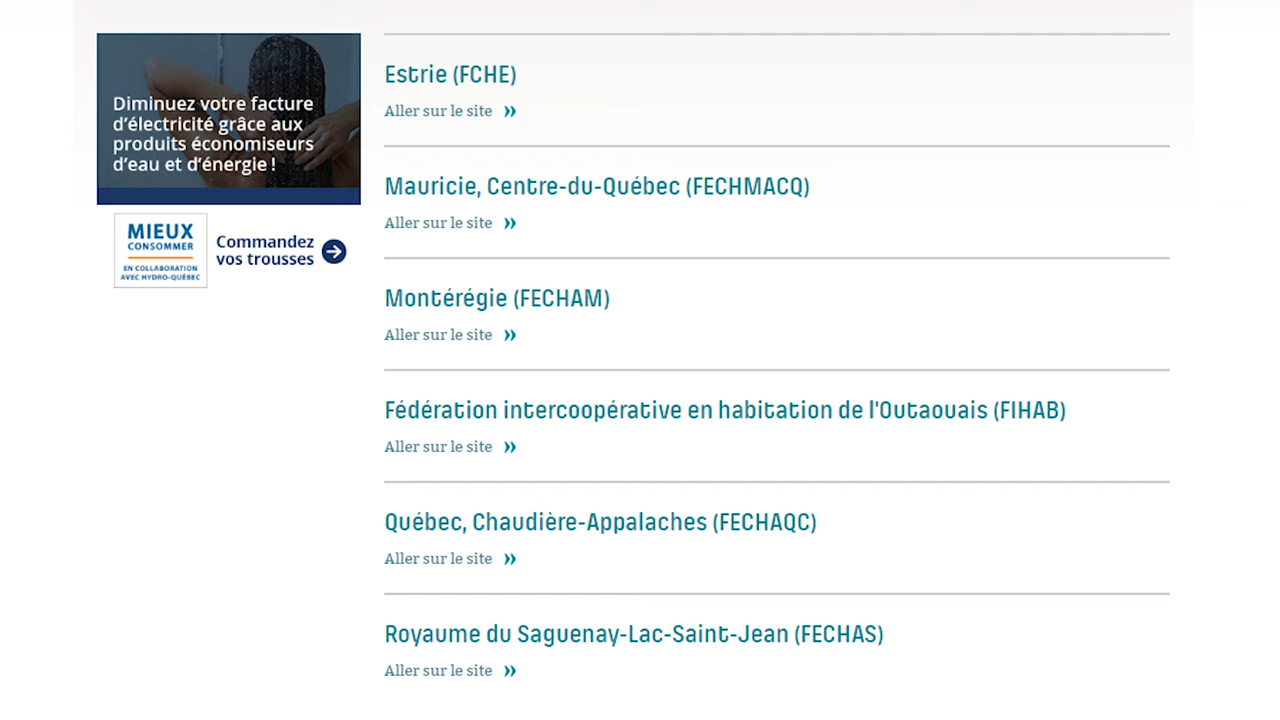 Diminuez votre facture
d'électricité grâce aux
produits économiseurs
d'eau et d'énergie !
MIEUX
CONSOMMER
EN COLLABORATION
AVEC HYDRO-QUÉBEC
Commandez
vos trousses
Estrie (FCHE)
Aller sur le site »
Mauricie, Centre-du-Québec (FECHMACQ)
Aller sur le site »
Montérégie (FECHAM)
Aller sur le site »
Fédération intercoopérative en habitation de l'Outaouais (FIHAB)
Aller sur le site »
Québec, Chaudière-Appalaches (FECHAQC)
Aller sur le site »
Royaume du Saguenay-Lac-Saint-Jean (FECHAS)
Aller sur le site »